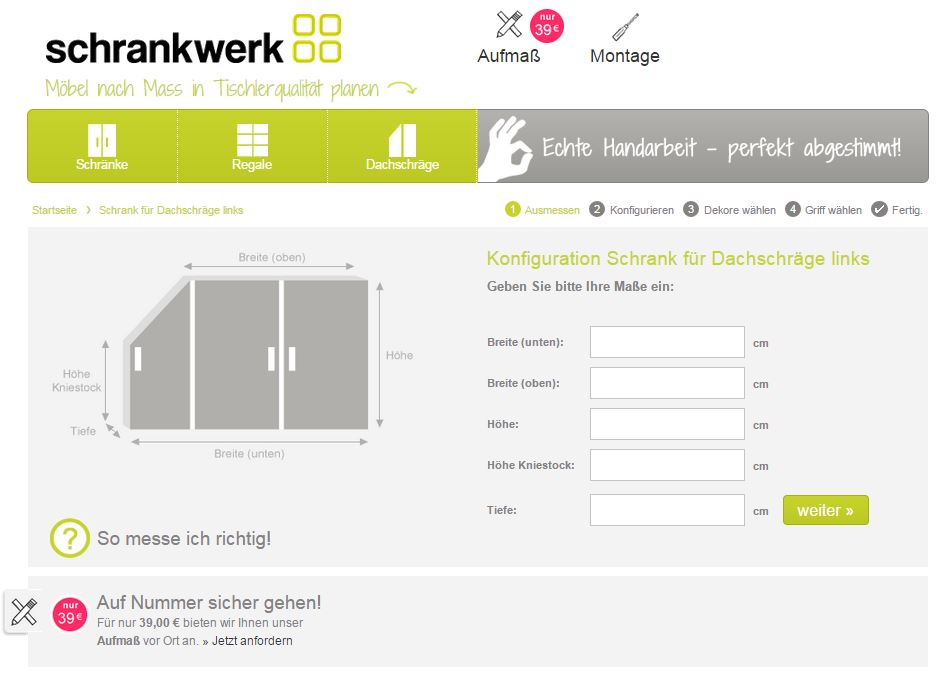 schrankwerk
Möbel nach Mass in Tischlerqualität planen
nur
39 €
Aufmaß
Montage
Schränke
Regale
Dachschräge
Echte Handarbeit - perfekt abgestimmt!
Startseite › Schrank für Dachschräge links
1 Ausmessen 2 Konfigurieren 3 Dekore wählen 4 Griff wählen ✓ Fertig.
Breite (oben)
Höhe
Höhe
Kniestock
Tiefe
Breite (unten)
? So messe ich richtig!
Konfiguration Schrank für Dachschräge links
Geben Sie bitte Ihre Maße ein:
Breite (unten): cm
Breite (oben): cm
Höhe: cm
Höhe Kniestock: cm
Tiefe: cm weiter »
nur
39 €
Auf Nummer sicher gehen!
Für nur 39,00 € bieten wir Ihnen unser
Aufmaß vor Ort an. » Jetzt anfordern